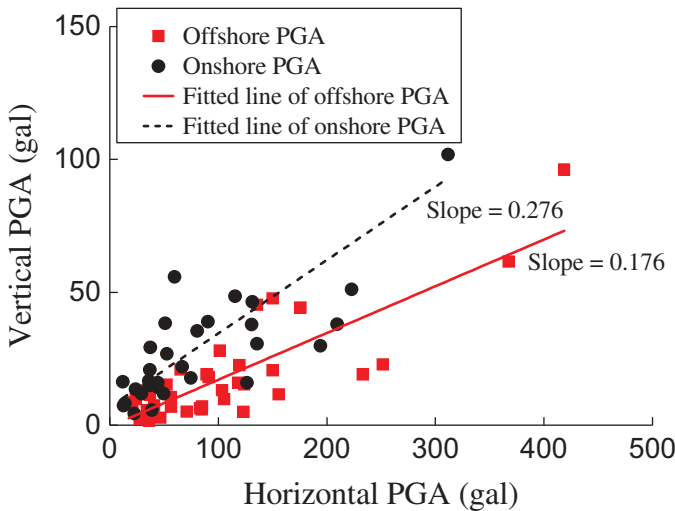 150
Offshore PGA
Onshore PGA
Fitted line of offshore PGA
Fitted line of onshore PGA
100
Slope = 0.276
Slope = 0.176
50
0
0
100
200
300
400
500
Vertical PGA (gal)
Horizontal PGA (gal)